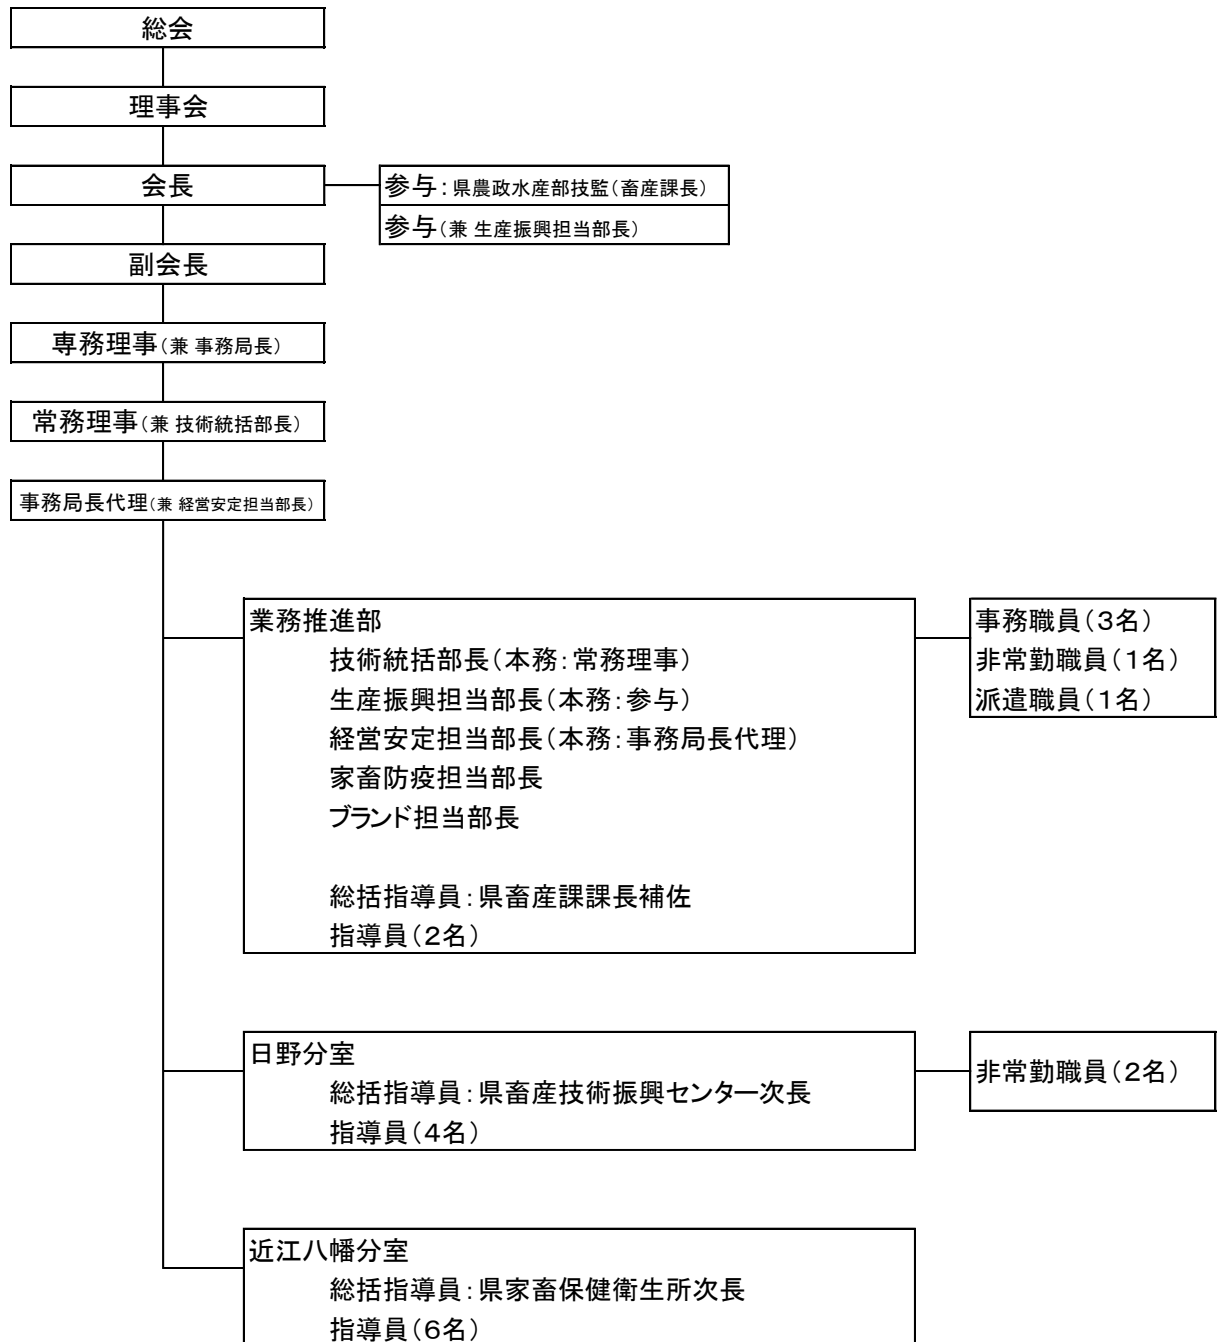 総会
理事会
会長
参与：県農政水産部技監（畜産課長）
参与（兼 生産振興担当部長）
副会長
専務理事（兼 事務局長）
常務理事（兼 技術統括部長）
事務局長代理（兼 経営安定担当部長）
業務推進部
技術統括部長（本務：常務理事）
生産振興担当部長（本務：参与）
経営安定担当部長（本務：事務局長代理）
家畜防疫担当部長
ブランド担当部長
総括指導員：県畜産課課長補佐
指導員（２名）
事務職員（３名）
非常勤職員（１名）
派遣職員（１名）
日野分室
総括指導員：県畜産技術振興センター次長
指導員（４名）
非常勤職員（２名）
近江八幡分室
総括指導員：県家畜保健衛生所次長
指導員（６名）